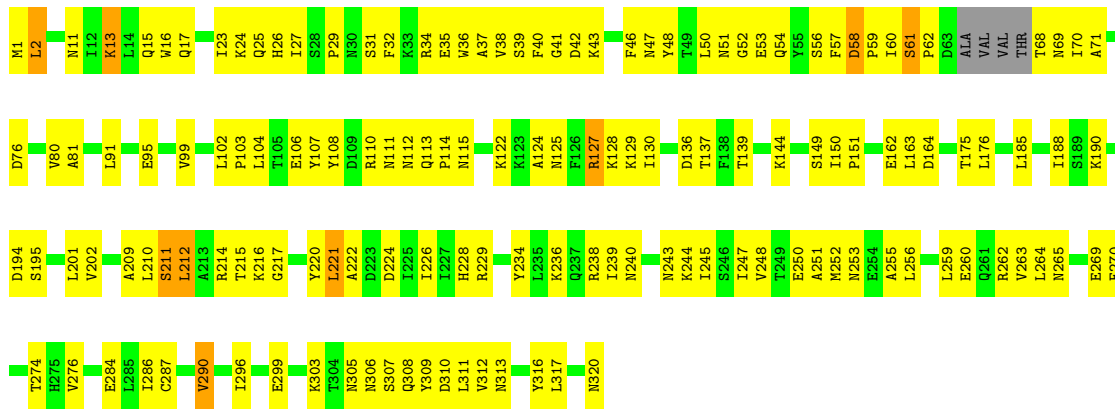 M1 L2 N11 I12 K13 L14 Q15 W16 Q17 I23 K24 Q25 H26 I27 S28 P29 N30 S31 F32 K33 R34 E35 W36 A37 V38 S39 F40 G41 D42 K43 F46 N47 Y48 T49 L50 N51 G52 E53 Q54 Y55 S56 F57 D58 P59 I60 S61 P62 D63 ALA VAL VAL THR T68 N69 I70 A71
D76 V80 A81 L91 E95 V99 L102 P103 L104 T105 E106 Y107 Y108 D109 R110 N111 N112 Q113 P114 N115 K122 K123 A124 N125 F126 R127 K128 K129 I130 D136 T137 F138 T139 K144 S149 I150 P151 E162 L163 D164 T175 L176 L185 I188 S189 K190
D194 S195 L201 V202 A209 L210 S211 L212 A213 R214 T215 K216 G217 Y220 L221 A222 D223 D224 I225 I226 I227 H228 R229 Y234 L235 K236 Q237 R238 I239 N240 N243 K244 I245 S246 I247 V248 T249 E250 A251 M252 N253 E254 A255 L256 L259 E260 Q261 R262 V263 L264 N265 E269 E270
T274 H275 V276 E284 L285 I286 C287 V290 I296 E299 K303 T304 N305 N306 S307 Q308 Y309 D310 L311 V312 N313 Y316 L317 N320